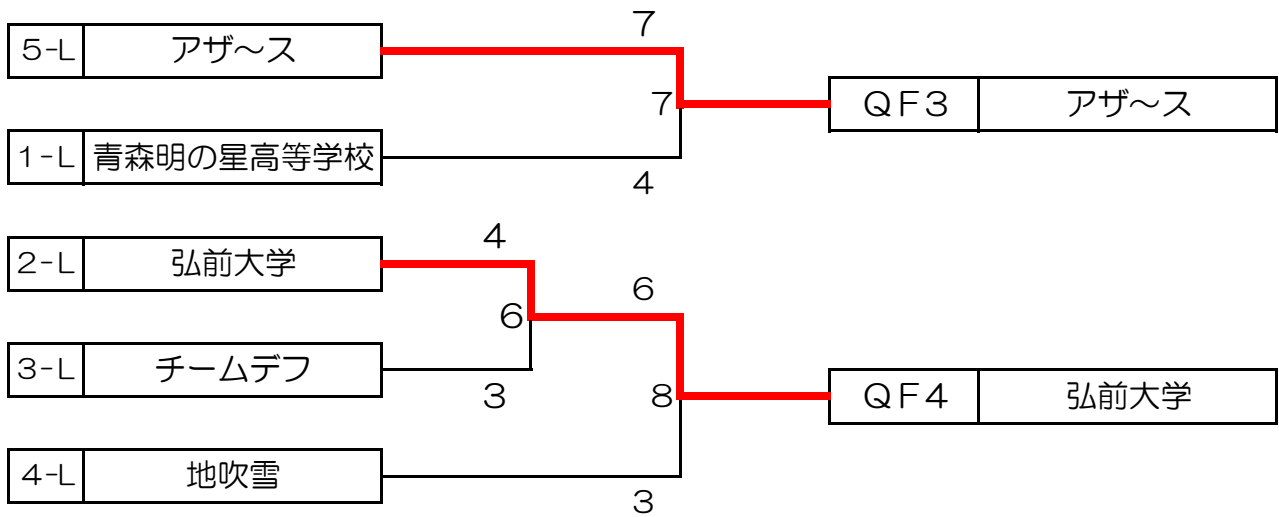 7
5-L アザ～ス
7
QF3 アザ～ス
1-L 青森明の星高等学校
4
4
2-L 弘前大学
6
6
3-L チームデフ
3
8
QF4 弘前大学
4-L 地吹雪
3